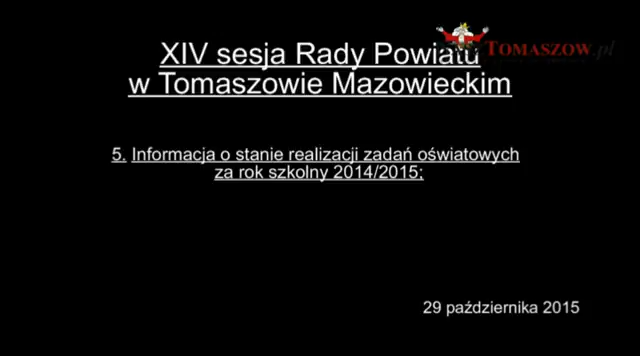 TOMASZOW.pl
XIV sesja Rady Powiatu
w Tomaszowie Mazowieckim
5. Informacja o stanie realizacji zadań oświatowych
za rok szkolny 2014/2015;
29 października 2015